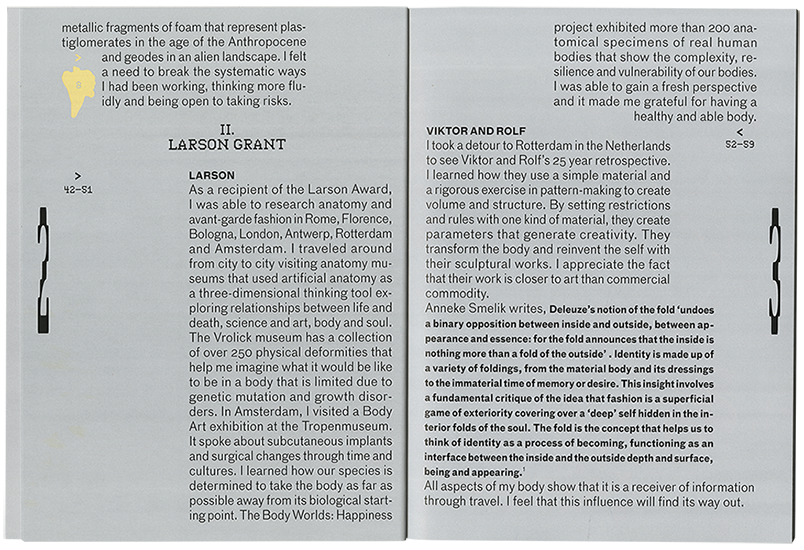 metallic fragments of foam that represent plas-
tiglomerates in the age of the Anthropocene
>
and geodes in an alien landscape. I felt
a need to break the systematic ways
8
I had been working, thinking more flu-
idly and being open to taking risks.
II.
LARSON GRANT
>
42–51
LARSON
As a recipient of the Larson Award,
I was able to research anatomy and
avant-garde fashion in Rome, Florence,
Bologna, London, Antwerp, Rotterdam
and Amsterdam. I traveled around
from city to city visiting anatomy mu-
seums that used artificial anatomy as
a three-dimensional thinking tool ex-
ploring relationships between life and
death, science and art, body and soul.
The Vrolick museum has a collection
of over 250 physical deformities that
help me imagine what it would be like
to be in a body that is limited due to
genetic mutation and growth disor-
ders. In Amsterdam, I visited a Body
Art exhibition at the Tropenmuseum.
It spoke about subcutaneous implants
and surgical changes through time and
cultures. I learned how our species is
determined to take the body as far as
possible away from its biological start-
ing point. The Body Worlds: Happiness
project exhibited more than 200 ana-
tomical specimens of real human
bodies that show the complexity, re-
silience and vulnerability of our bodies.
I was able to gain a fresh perspective
and it made me grateful for having a
healthy and able body.
<
52–59
VIKTOR AND ROLF
I took a detour to Rotterdam in the Netherlands
to see Viktor and Rolf's 25 year retrospective.
I learned how they use a simple material and
a rigorous exercise in pattern-making to create
volume and structure. By setting restrictions
and rules with one kind of material, they create
parameters that generate creativity. They
transform the body and reinvent the self with
their sculptural works. I appreciate the fact
that their work is closer to art than commercial
commodity.
Anneke Smelik writes, Deleuze's notion of the fold 'undoes
a binary opposition between inside and outside, between ap-
pearance and essence: for the fold announces that the inside is
nothing more than a fold of the outside' . Identity is made up of
a variety of foldings, from the material body and its dressings
to the immaterial time of memory or desire. This insight involves
a fundamental critique of the idea that fashion is a superficial
game of exteriority covering over a 'deep' self hidden in the in-
terior folds of the soul. The fold is the concept that helps us to
think of identity as a process of becoming, functioning as an
interface between the inside and the outside depth and surface,
being and appearing.¹
All aspects of my body show that it is a receiver of information
through travel. I feel that this influence will find its way out.